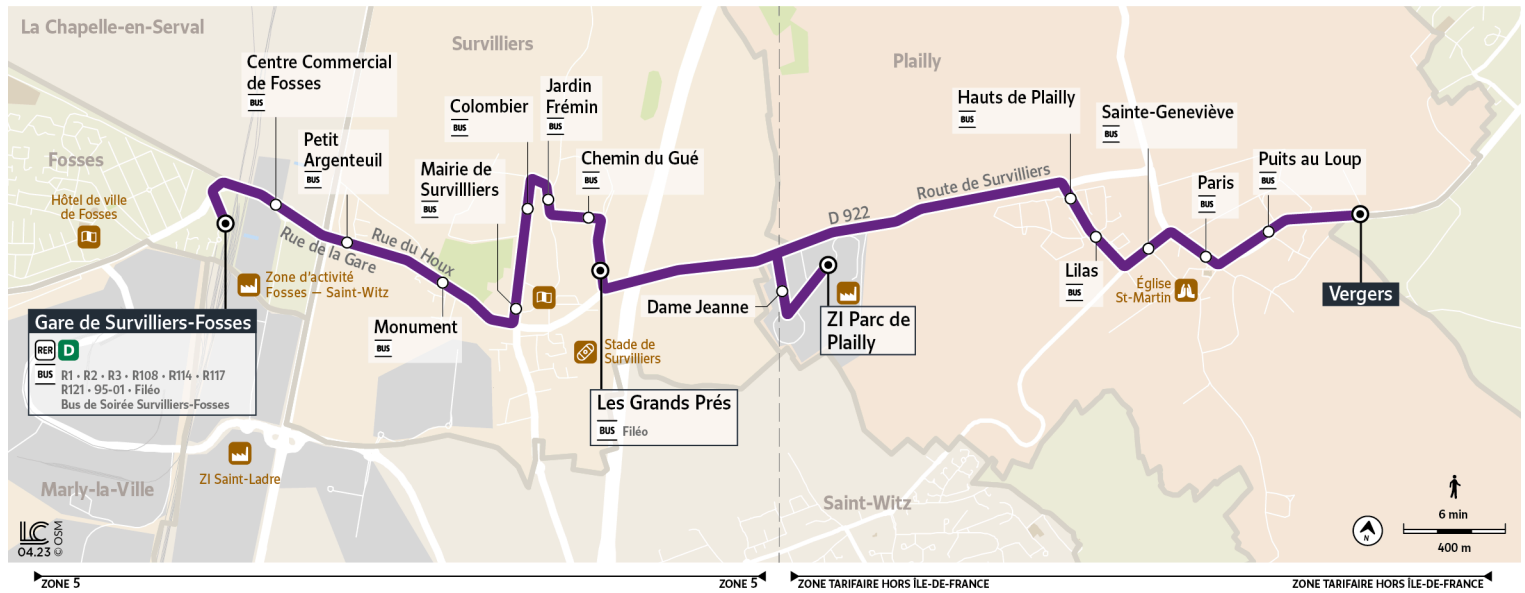 La Chapelle-en-Serval
Survilliers
Plailly
Fosses
Marly-la-Ville
Saint-Witz
Centre Commercial
de Fosses
BUS
Petit
Argenteuil
BUS
Colombier
BUS
Jardin
Frémin
BUS
Mairie de
Survillliers
BUS
Chemin du Gué
BUS
Hauts de Plailly
BUS
Sainte-Geneviève
BUS
Paris
BUS
Puits au Loup
BUS
Hôtel de ville
de Fosses
Rue de la Gare
Rue du Houx
D 922
Route de Survilliers
Zone d'activité
Fosses — Saint-Witz
Gare de Survilliers-Fosses
RER D
BUS R1 • R2 • R3 • R108 • R114 • R117
R121 • 95-01 • Filéo
Bus de Soirée Survilliers-Fosses
Monument
BUS
Stade de
Survilliers
Les Grands Prés
BUS Filéo
Dame Jeanne
ZI Parc de
Plailly
Lilas
BUS
Église
St-Martin
Vergers
ZI Saint-Ladre
LC
04.23 © OSM
N
6 min
400 m
ZONE 5
ZONE 5
ZONE TARIFAIRE HORS ÎLE-DE-FRANCE
ZONE TARIFAIRE HORS ÎLE-DE-FRANCE